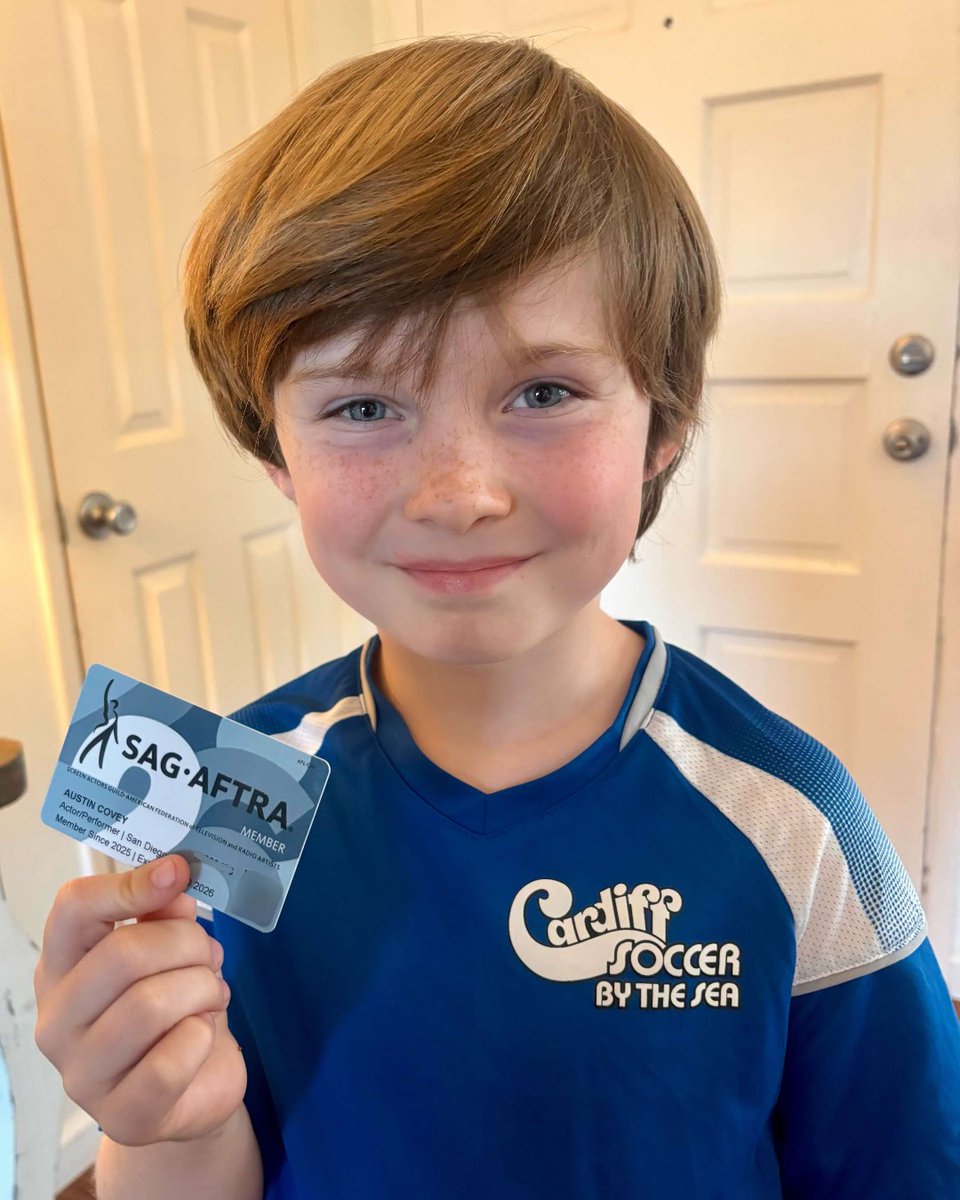 SAG·AFTRA
SCREEN ACTORS GUILD-AMERICAN FEDERATION of TELEVISION and RADIO ARTISTS
MEMBER
AUSTIN COVEY
Actor/Performer | San Diego
Member Since 2025 | 2026
Cardiff
SOCCER
BY THE SEA